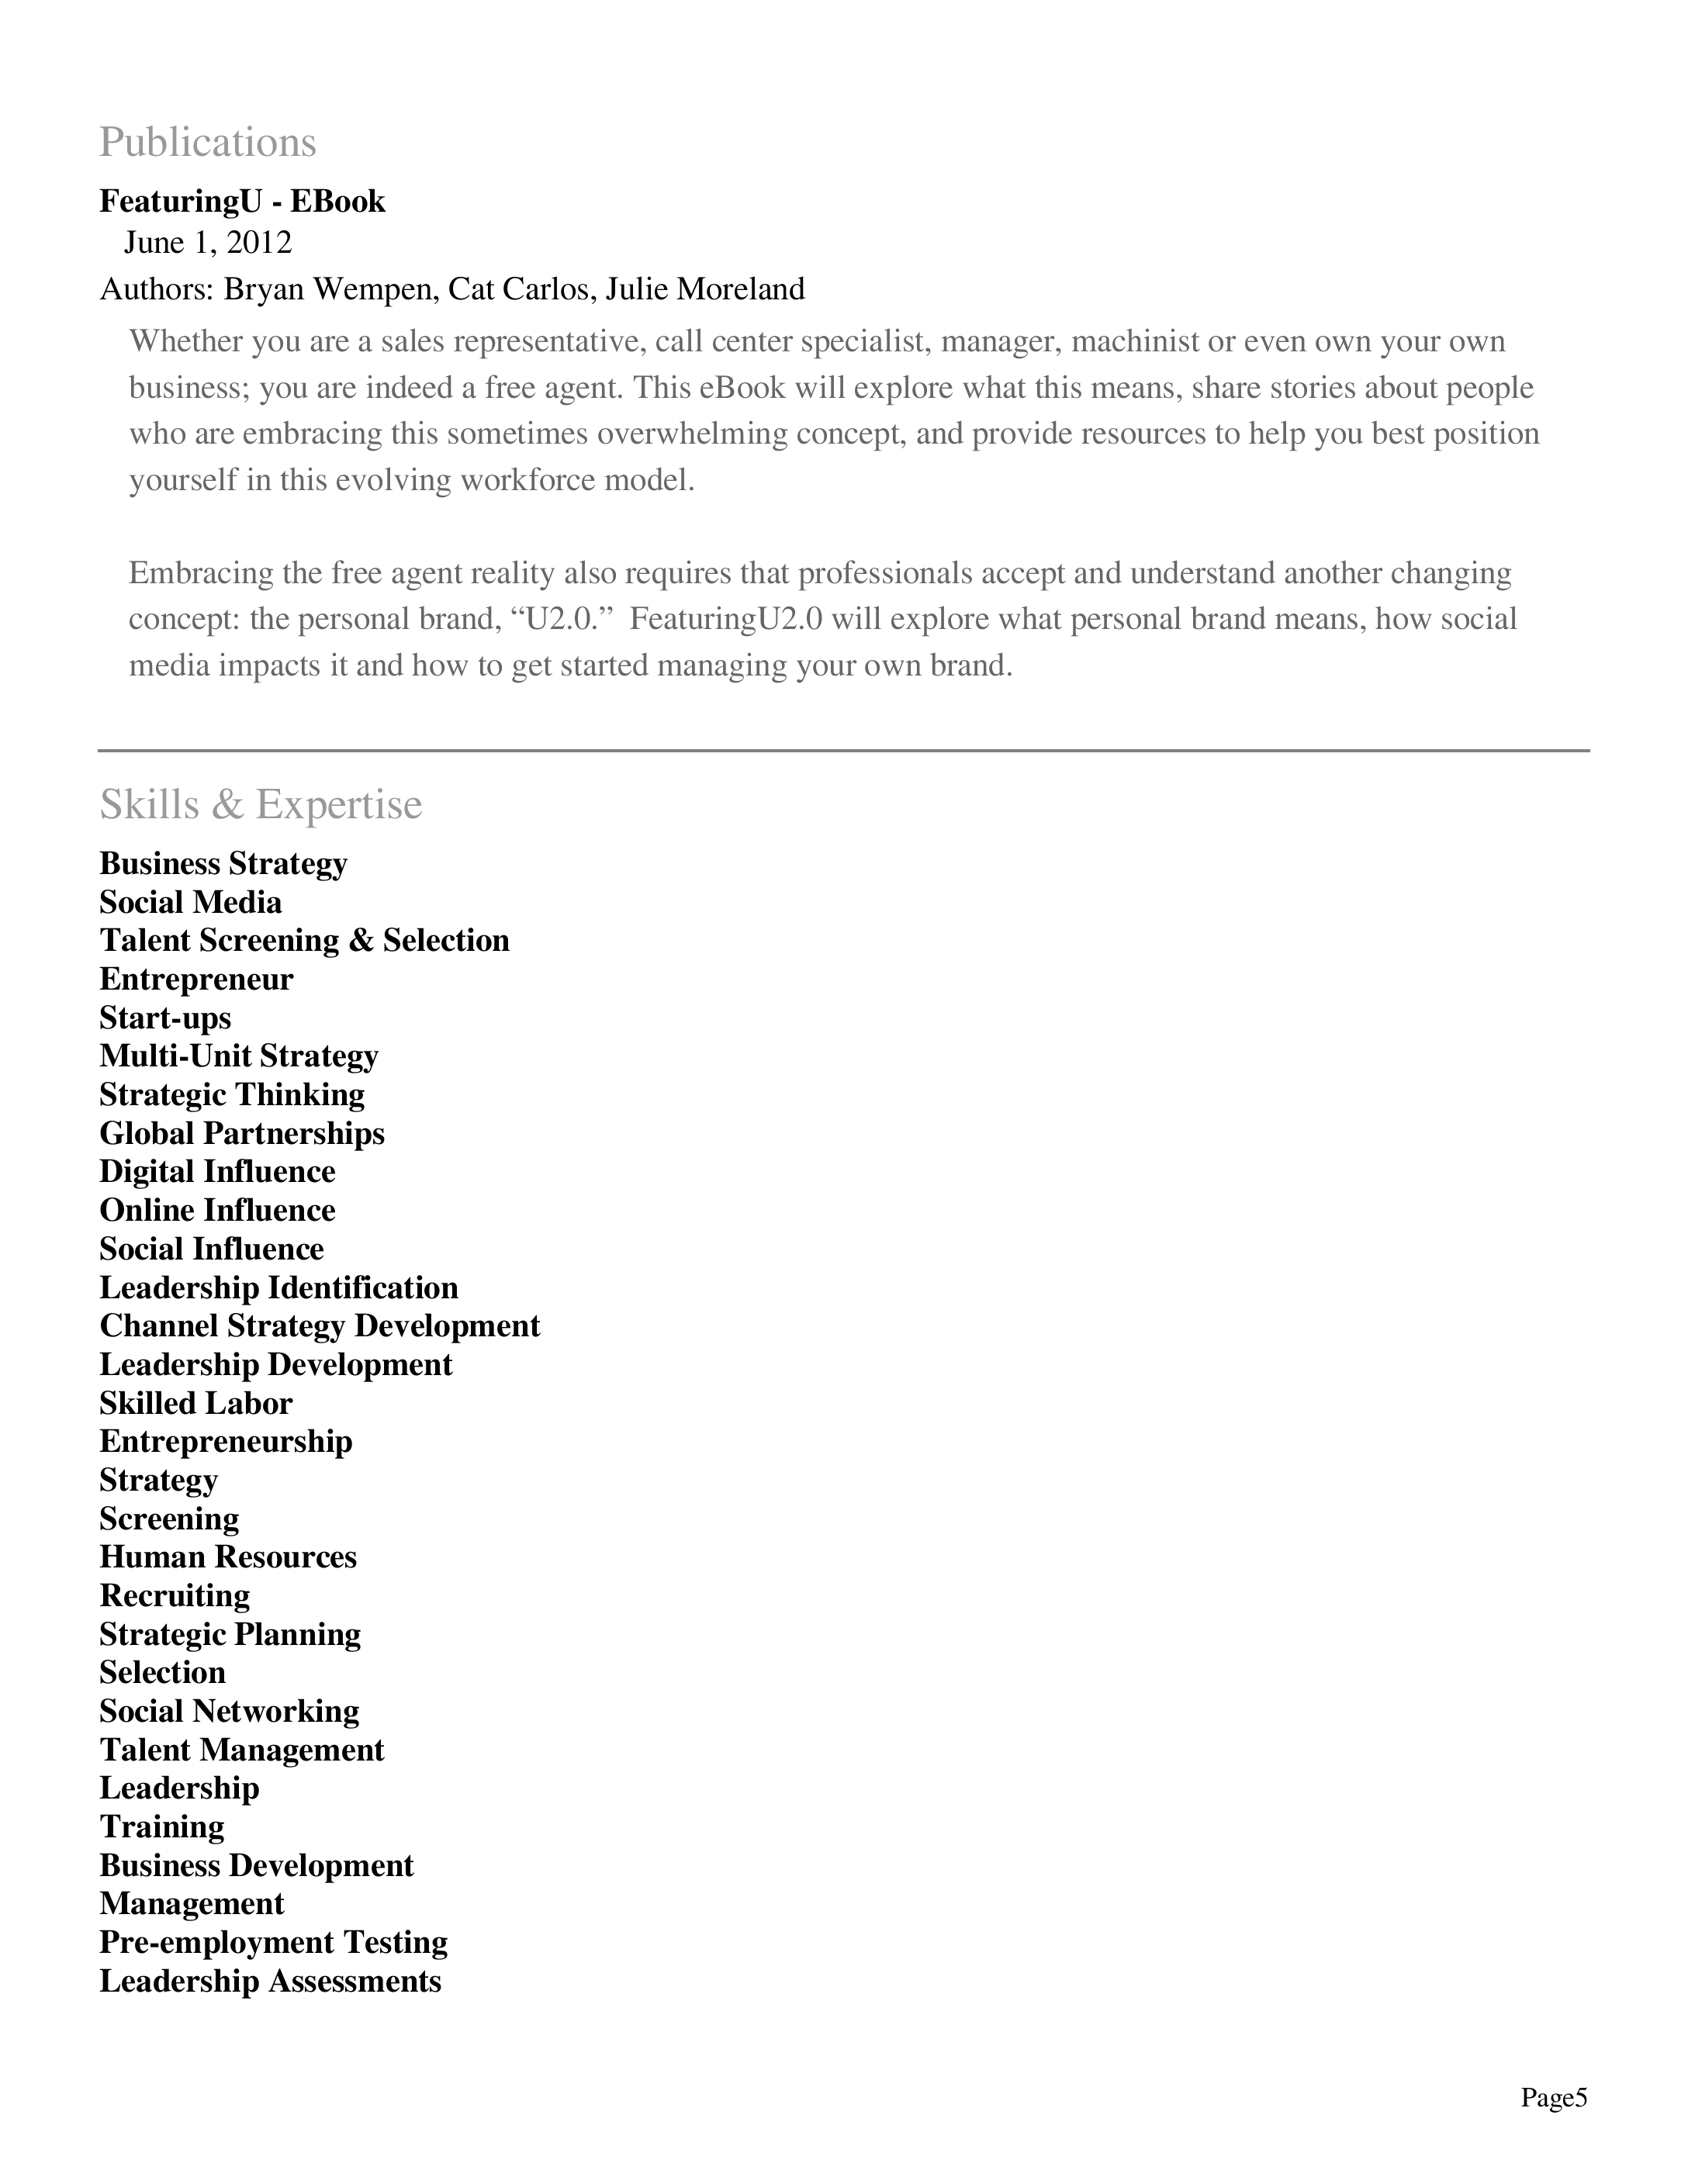 Publications
FeaturingU - EBook
June 1, 2012
Authors: Bryan Wempen, Cat Carlos, Julie Moreland
Whether you are a sales representative, call center specialist, manager, machinist or even own your own
business; you are indeed a free agent. This eBook will explore what this means, share stories about people
who are embracing this sometimes overwhelming concept, and provide resources to help you best position
yourself in this evolving workforce model.
Embracing the free agent reality also requires that professionals accept and understand another changing
concept: the personal brand, “U2.0.”  FeaturingU2.0 will explore what personal brand means, how social
media impacts it and how to get started managing your own brand.
Skills & Expertise
Business Strategy
Social Media
Talent Screening & Selection
Entrepreneur
Start-ups
Multi-Unit Strategy
Strategic Thinking
Global Partnerships
Digital Influence
Online Influence
Social Influence
Leadership Identification
Channel Strategy Development
Leadership Development
Skilled Labor
Entrepreneurship
Strategy
Screening
Human Resources
Recruiting
Strategic Planning
Selection
Social Networking
Talent Management
Leadership
Training
Business Development
Management
Pre-employment Testing
Leadership Assessments
Page5